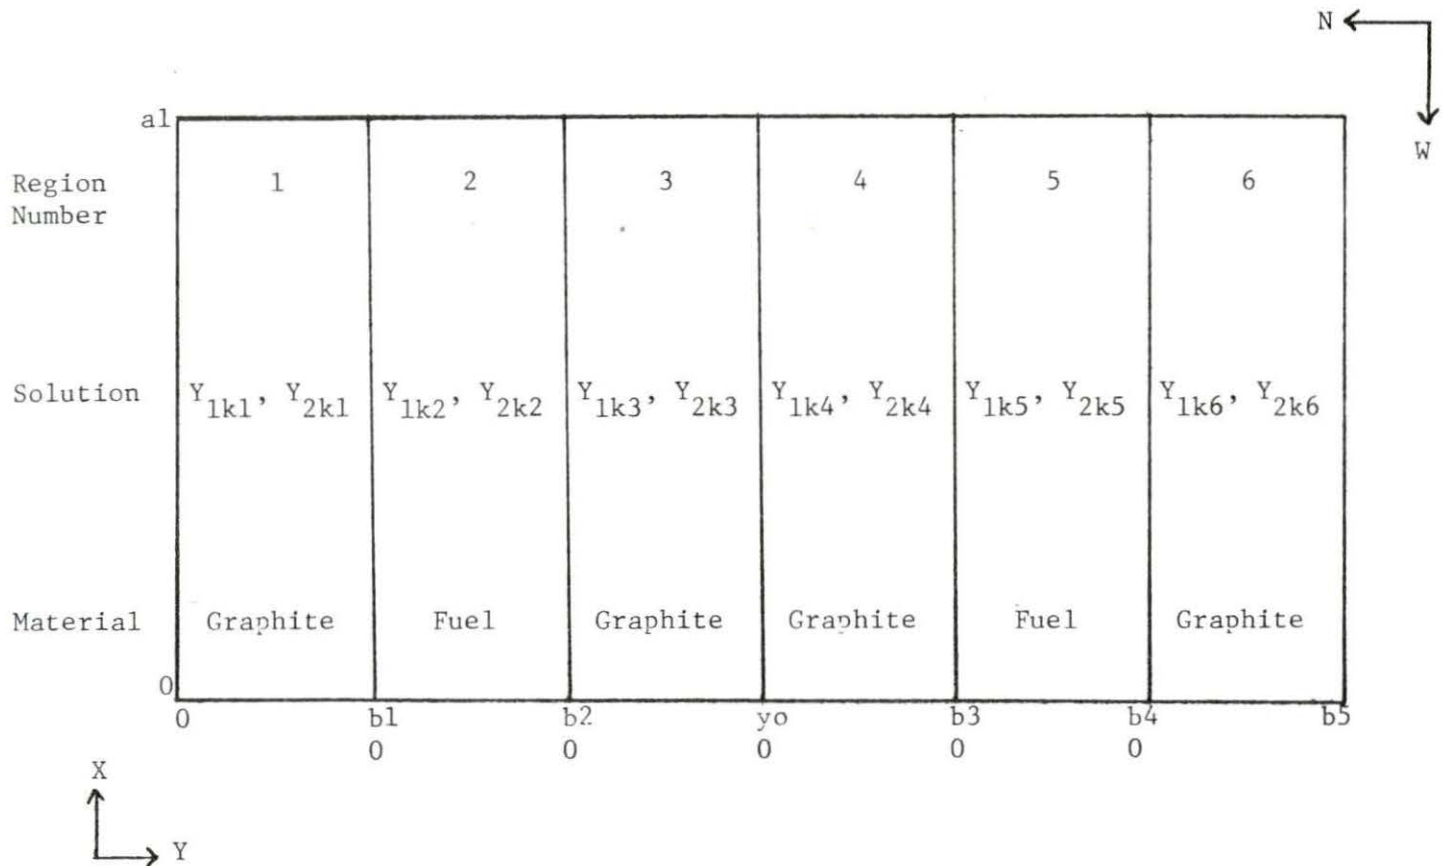 N
W
a1
Region Number 1 2 3 4 5 6
Solution Y1k1, Y2k1 Y1k2, Y2k2 Y1k3, Y2k3 Y1k4, Y2k4 Y1k5, Y2k5 Y1k6, Y2k6
Material Graphite Fuel Graphite Graphite Fuel Graphite
0
0 b1 b2 yo b3 b4 b5
0 0 0 0 0
X
Y